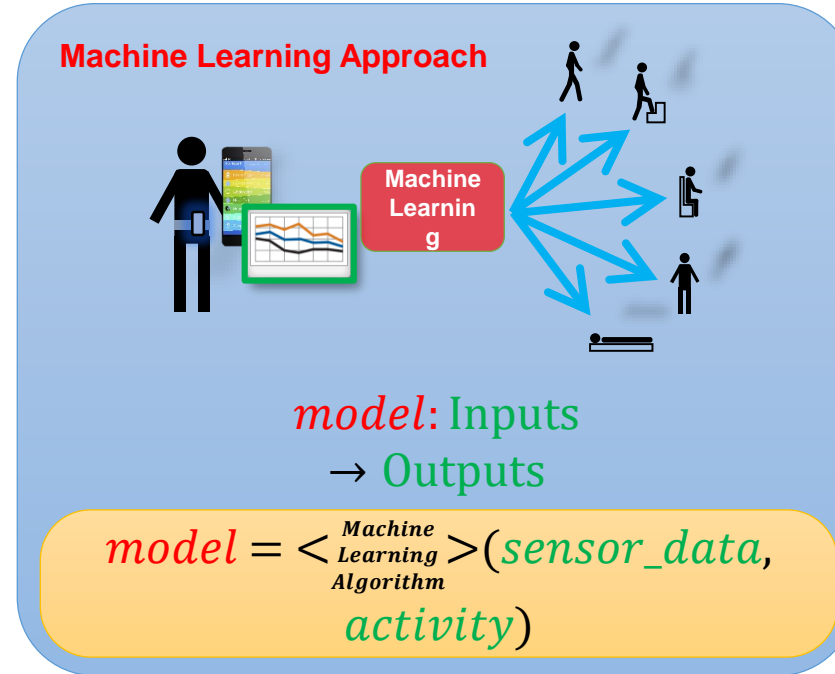 Machine Learning Approach
Machine
Learnin
g
model: Inputs
→ Outputs
model = < Machine Learning Algorithm >(sensor_data,
activity)